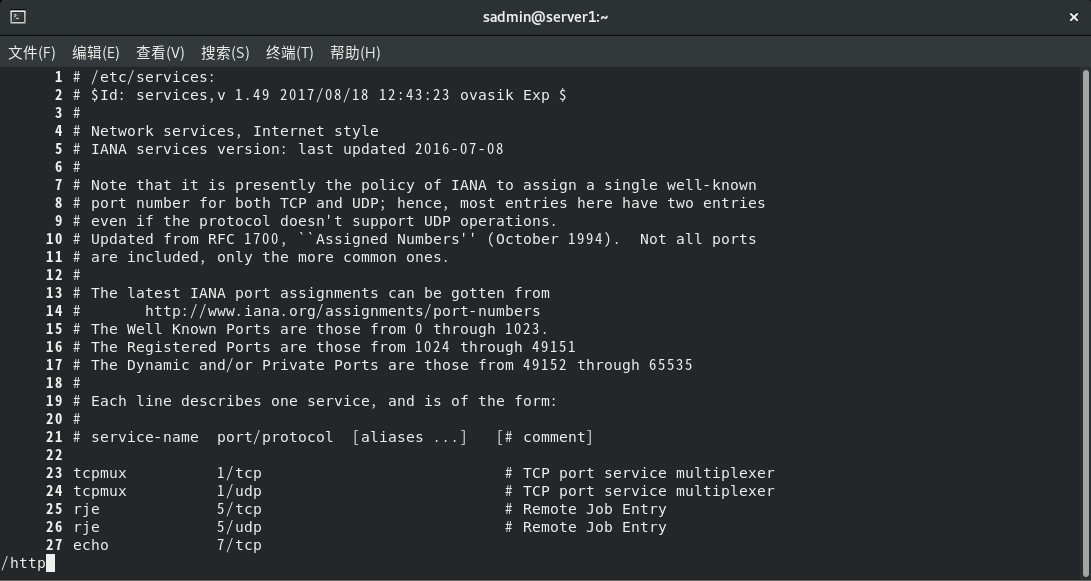 sadmin@server1:~
文件(F) 编辑(E) 查看(V) 搜索(S) 终端(T) 帮助(H)
1 # /etc/services:
2 # $Id: services,v 1.49 2017/08/18 12:43:23 ovasik Exp $
3 #
4 # Network services, Internet style
5 # IANA services version: last updated 2016-07-08
6 #
7 # Note that it is presently the policy of IANA to assign a single well-known
8 # port number for both TCP and UDP; hence, most entries here have two entries
9 # even if the protocol doesn't support UDP operations.
10 # Updated from RFC 1700, ``Assigned Numbers'' (October 1994).  Not all ports
11 # are included, only the more common ones.
12 #
13 # The latest IANA port assignments can be gotten from
14 #       http://www.iana.org/assignments/port-numbers
15 # The Well Known Ports are those from 0 through 1023.
16 # The Registered Ports are those from 1024 through 49151
17 # The Dynamic and/or Private Ports are those from 49152 through 65535
18 #
19 # Each line describes one service, and is of the form:
20 #
21 # service-name  port/protocol  [aliases ...]   [# comment]
22
23 tcpmux          1/tcp                           # TCP port service multiplexer
24 tcpmux          1/udp                           # TCP port service multiplexer
25 rje             5/tcp                           # Remote Job Entry
26 rje             5/udp                           # Remote Job Entry
27 echo            7/tcp
/http